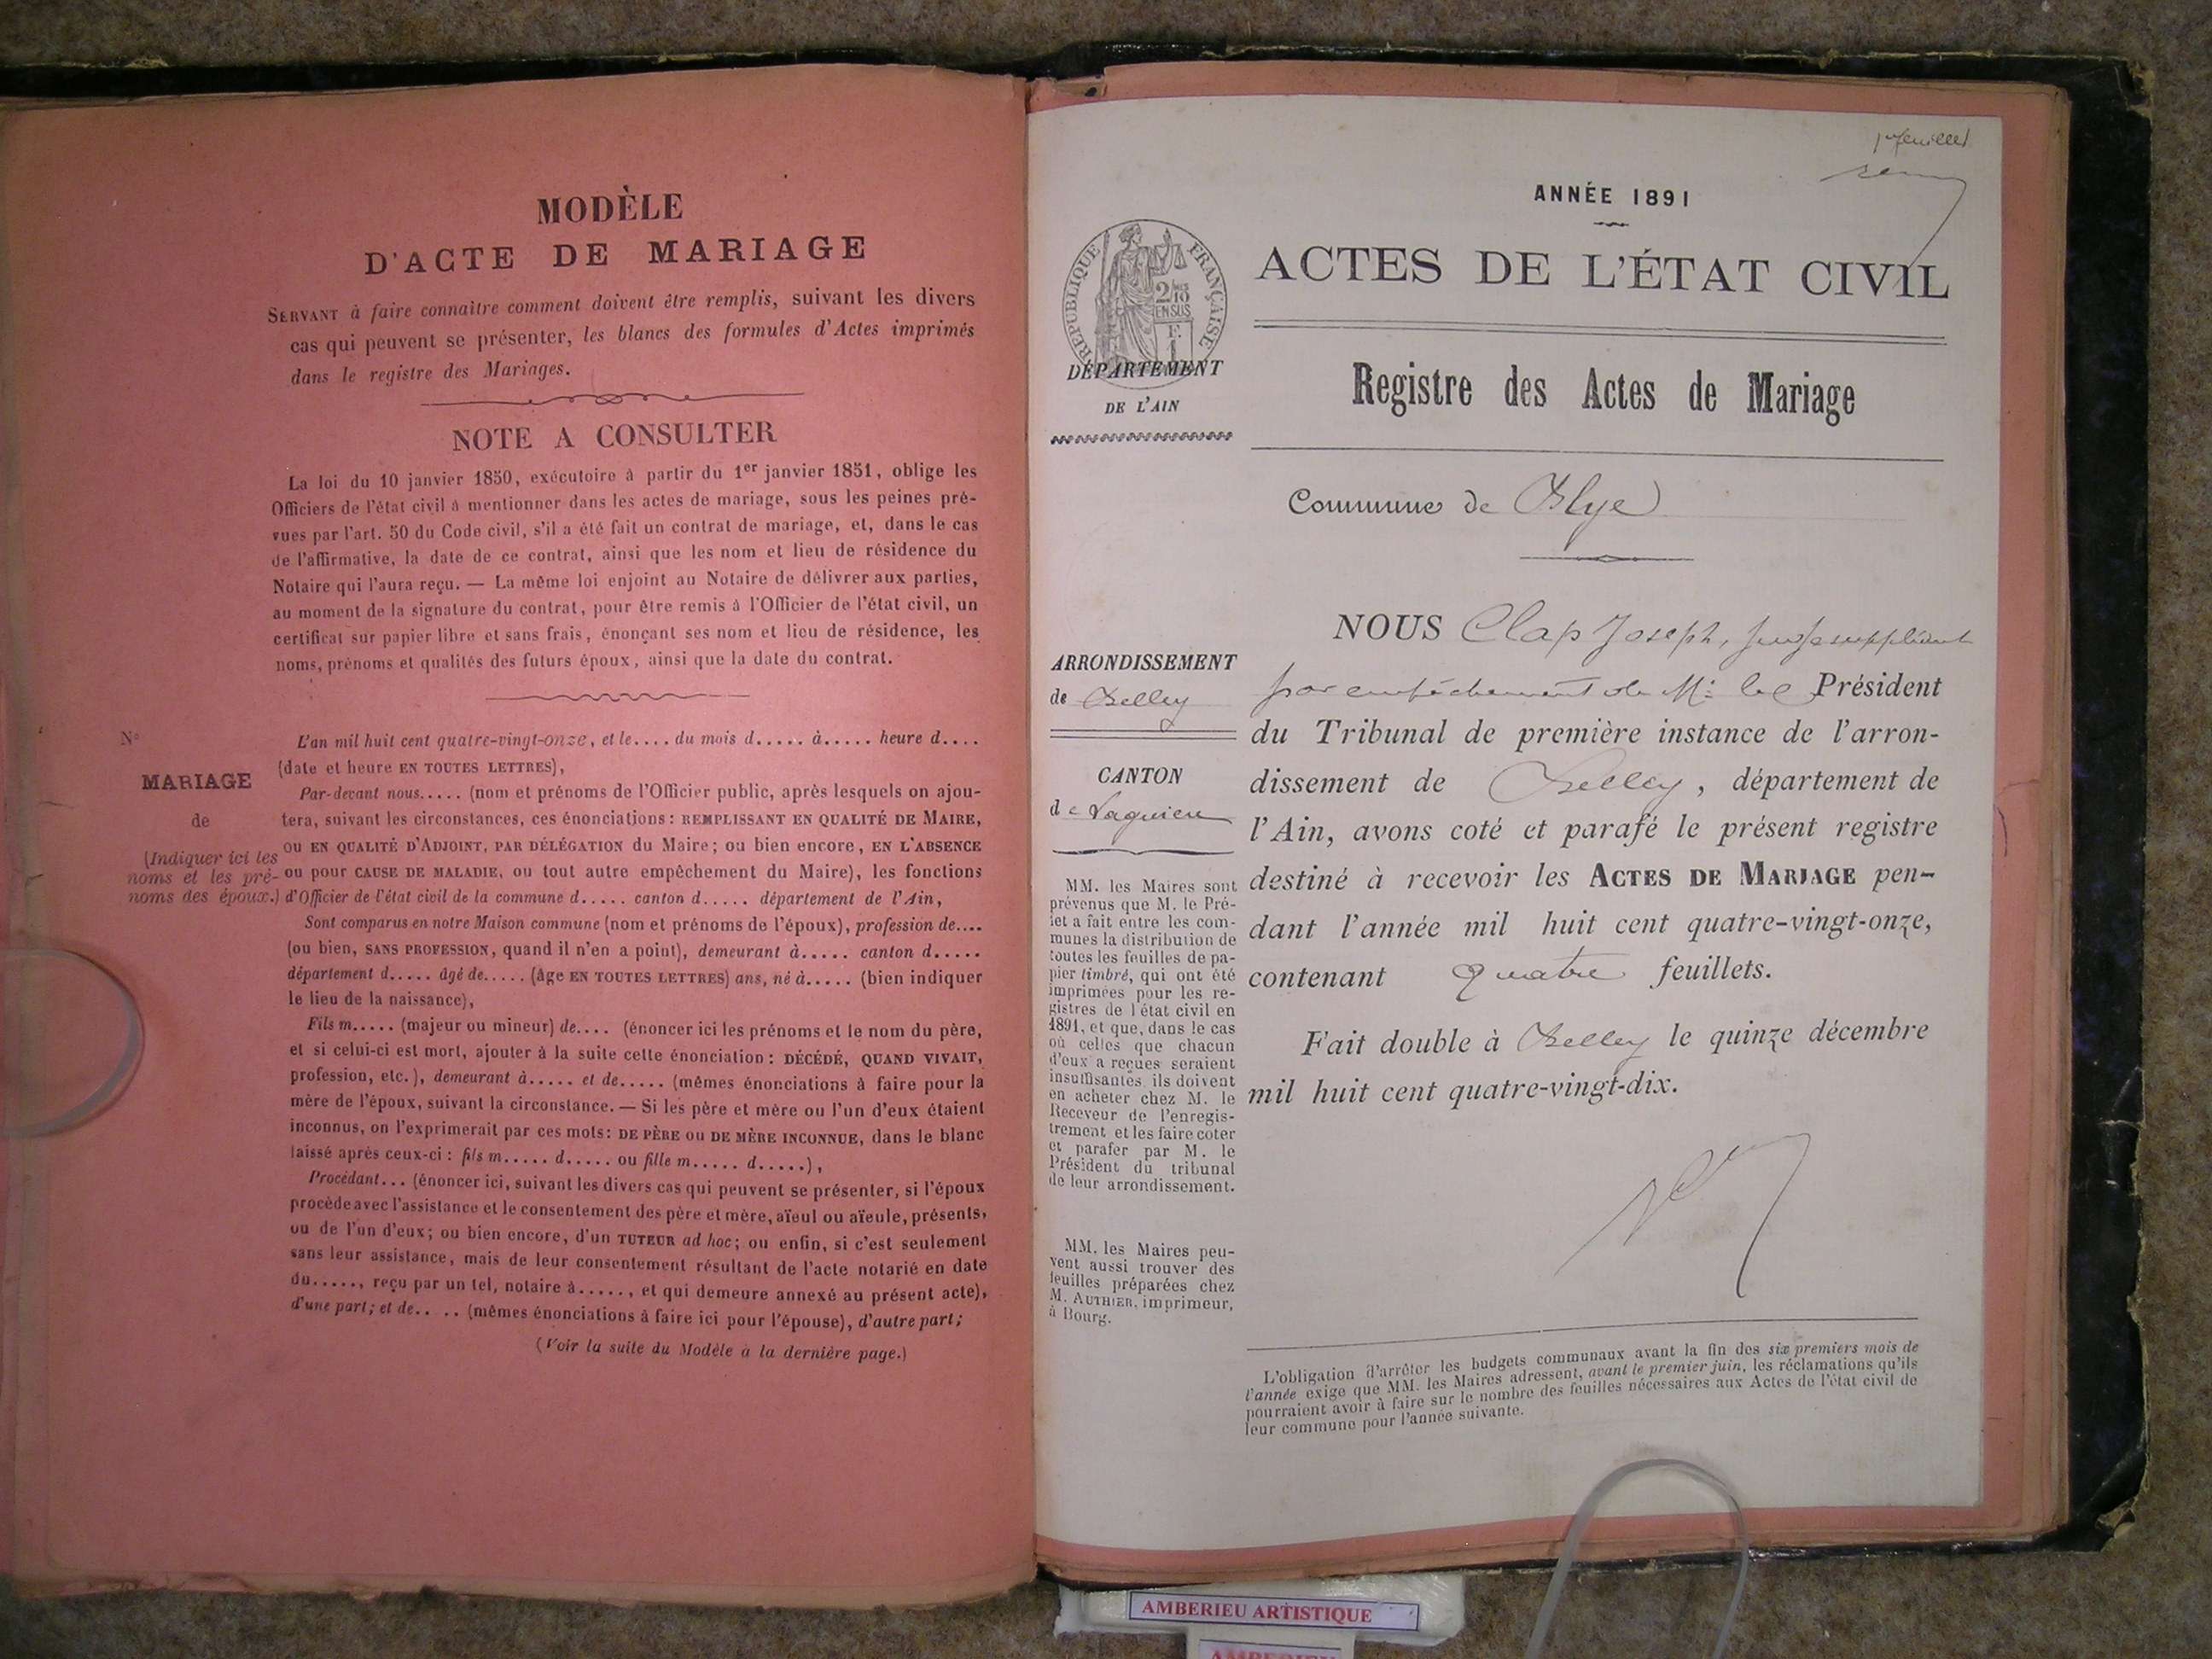 MODÈLE
D'ACTE DE MARIAGE
SERVANT à faire connaître comment doivent être remplis, suivant les divers
cas qui peuvent se présenter, les blancs des formules d'Actes imprimés
dans le registre des Mariages.
NOTE A CONSULTER
La loi du 10 janvier 1850, exécutoire à partir du 1er janvier 1851, oblige les
Officiers de l'état civil à mentionner dans les actes de mariage, sous les peines pré-
vues par l'art. 50 du Code civil, s'il a été fait un contrat de mariage, et, dans le cas
de l'affirmative, la date de ce contrat, ainsi que les nom et lieu de résidence du
Notaire qui l'aura reçu. — La même loi enjoint au Notaire de délivrer aux parties,
au moment de la signature du contrat, pour être remis à l'Officier de l'état civil, un
certificat sur papier libre et sans frais, énonçant ses nom et lieu de résidence, les
noms, prénoms et qualités des futurs époux, ainsi que la date du contrat.
No
MARIAGE
de
(Indiquer ici les
noms et les pré-
noms des époux.)
L'an mil huit cent quatre-vingt-onze, et le.... du mois d..... à..... heure d....
(date et heure EN TOUTES LETTRES),
Par-devant nous..... (nom et prénoms de l'Officier public, après lesquels on ajou-
tera, suivant les circonstances, ces énonciations: REMPLISSANT EN QUALITÉ DE MAIRE,
OU EN QUALITÉ D'ADJOINT, PAR DÉLÉGATION du Maire; ou bien encore, EN L'ABSENCE
ou pour CAUSE DE MALADIE, ou tout autre empêchement du Maire), les fonctions
d'Officier de l'état civil de la commune d..... canton d..... département de l'Ain,
Sont comparus en notre Maison commune (nom et prénoms de l'époux), profession de....
(ou bien, SANS PROFESSION, quand il n'en a point), demeurant à..... canton d.....
département d..... âgé de..... (âge EN TOUTES LETTRES) ans, né à..... (bien indiquer
le lieu de la naissance),
Fils m..... (majeur ou mineur) de.... (énoncer ici les prénoms et le nom du père,
et si celui-ci est mort, ajouter à la suite cette énonciation: DÉCÉDÉ, QUAND VIVAIT,
profession, etc.), demeurant à..... et de..... (mêmes énonciations à faire pour la
mère de l'époux, suivant la circonstance. — Si les père et mère ou l'un d'eux étaient
inconnus, on l'exprimerait par ces mots: DE PÈRE OU DE MÈRE INCONNUE, dans le blanc
laissé après ceux-ci: fils m..... d..... ou fille m..... d.....),
Procédant... (énoncer ici, suivant les divers cas qui peuvent se présenter, si l'époux
procède avec l'assistance et le consentement des père et mère, aïeul ou aïeule, présents,
ou de l'un d'eux; ou bien encore, d'un TUTEUR ad hoc; ou enfin, si c'est seulement
sans leur assistance, mais de leur consentement résultant de l'acte notarié en date
du....., reçu par un tel, notaire à....., et qui demeure annexé au présent acte),
d'une part; et de.. .. (mêmes énonciations à faire ici pour l'épouse), d'autre part;
(Voir la suite du Modèle à la dernière page.)
1er feuillet
ANNÉE 1891
RÉPUBLIQUE FRANÇAISE
2/10
EN SUS
F.
1
ACTES DE L'ÉTAT CIVIL
DÉPARTEMENT
DE L'AIN
Registre des Actes de Mariage
Commune de Blye
ARRONDISSEMENT
de Belley
CANTON
de Lagnieu
MM. les Maires sont
prévenus que M. le Pré-
fet a fait entre les com-
munes la distribution de
toutes les feuilles de pa-
pier timbré, qui ont été
imprimées pour les re-
gistres de l'état civil en
1891, et que, dans le cas
où celles que chacun
d'eux a reçues seraient
insuffisantes, ils doivent
en acheter chez M. le
Receveur de l'enregis-
trement et les faire coter
et parafer par M. le
Président du tribunal
de leur arrondissement.
MM. les Maires peu-
vent aussi trouver des
feuilles préparées chez
M. AUTHIER, imprimeur,
à Bourg.
NOUS Clap Joseph, juge suppléant
par empêchement de Mr. le Président
du Tribunal de première instance de l'arron-
dissement de Belley, département de
l'Ain, avons coté et parafé le présent registre
destiné à recevoir les ACTES DE MARIAGE pen-
dant l'année mil huit cent quatre-vingt-onze,
contenant quatre feuillets.
Fait double à Belley le quinze décembre
mil huit cent quatre-vingt-dix.
L'obligation d'arrêter les budgets communaux avant la fin des six premiers mois de
l'année exige que MM. les Maires adressent, avant le premier juin, les réclamations qu'ils
pourraient avoir à faire sur le nombre des feuilles nécessaires aux Actes de l'état civil de
leur commune pour l'année suivante.
AMBERIEU ARTISTIQUE
AMBERIEU